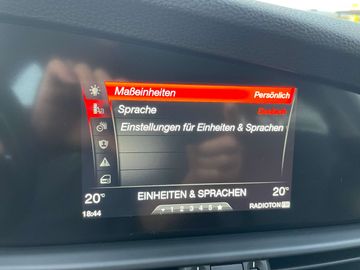 Maßeinheiten Persönlich
Sprache Deutsch
Einstellungen für Einheiten & Sprachen
EINHEITEN & SPRACHEN
20° 20°
18:44 1 2 3 4 5 RADIOTON